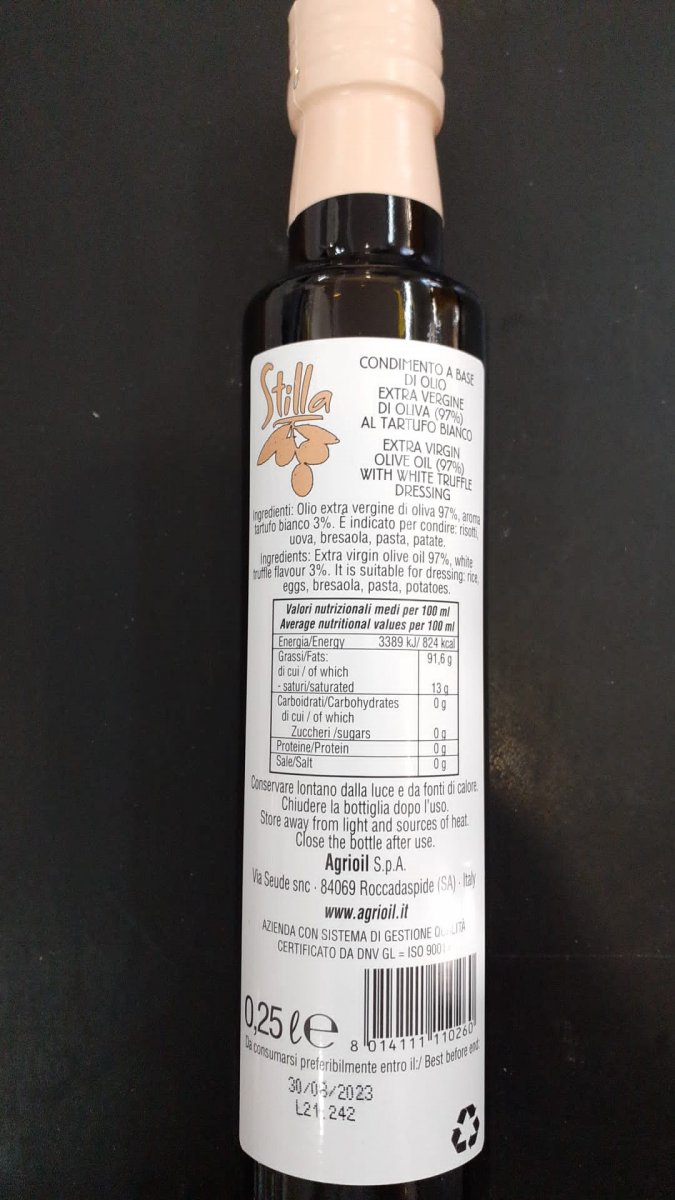 Stilla
CONDIMENTO A BASE
DI OLIO
EXTRA VERGINE
DI OLIVA (97%)
AL TARTUFO BIANCO
EXTRA VIRGIN
OLIVE OIL (97%)
WITH WHITE TRUFFLE
DRESSING
Ingredienti: Olio extra vergine di oliva 97%, aroma
tartufo bianco 3%. È indicato per condire: risotti,
uova, bresaola, pasta, patate.
Ingredients: Extra virgin olive oil 97%, white
truffle flavour 3%. It is suitable for dressing: rice,
eggs, bresaola, pasta, potatoes.
Valori nutrizionali medi per 100 ml
Average nutritional values per 100 ml
Energia/Energy 3389 kJ/ 824 kcal
Grassi/Fats: 91,6 g
di cui / of which
- saturi/saturated 13 g
Carboidrati/Carbohydrates 0 g
di cui / of which
Zuccheri /sugars 0 g
Proteine/Protein 0 g
Sale/Salt 0 g
Conservare lontano dalla luce e da fonti di calore.
Chiudere la bottiglia dopo l'uso.
Store away from light and sources of heat.
Close the bottle after use.
Agrioil S.p.A.
Via Seude snc - 84069 Roccadaspide (SA) - Italy
www.agrioil.it
AZIENDA CON SISTEMA DI GESTIONE
CERTIFICATO DA DNV GL = ISO 9001
0,25 l e
8 014111 110260
Da consumarsi preferibilmente entro il:/ Best before end:
L21 242